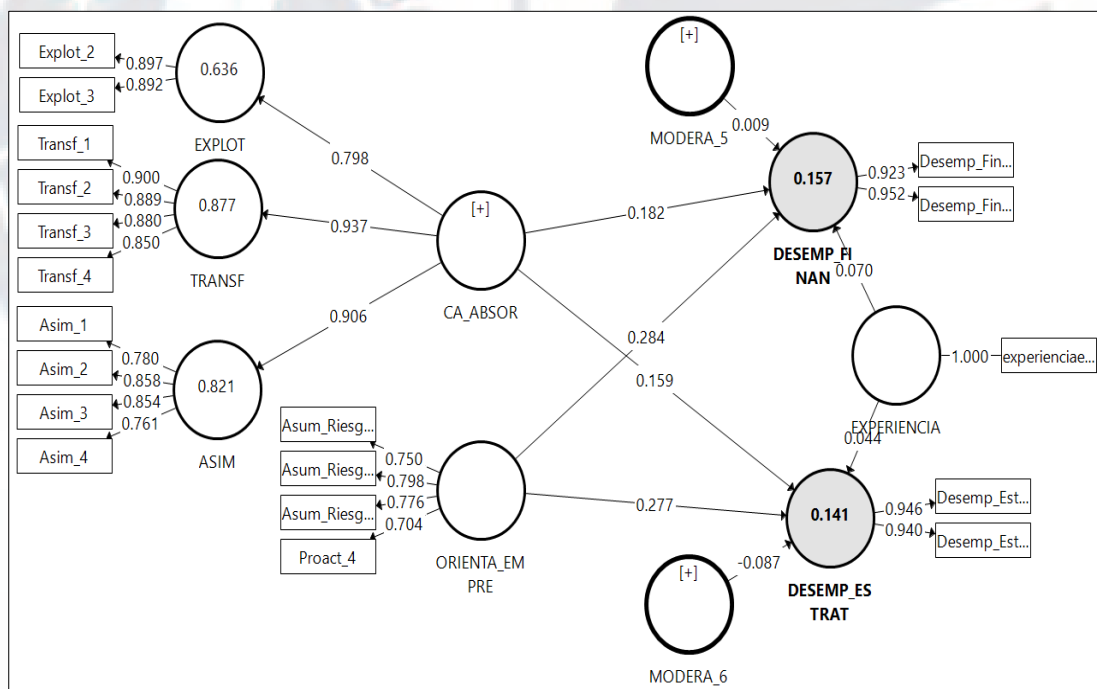 Explot_2
0.897
Explot_3
0.892
0.636
EXPLOT
Transf_1
0.900
Transf_2
0.889
Transf_3
0.880
Transf_4
0.850
0.877
TRANSF
Asim_1
0.780
Asim_2
0.858
Asim_3
0.854
Asim_4
0.761
0.821
ASIM
0.798
0.937
0.906
[+]
CA_ABSOR
0.182
0.159
Asum_Riesg...
0.750
Asum_Riesg...
0.798
Asum_Riesg...
0.776
Proact_4
0.704
ORIENTA_EM
PRE
0.284
0.277
[+]
MODERA_5
0.009
0.157
DESEMP_FI
NAN
0.923
Desemp_Fin...
0.952
Desemp_Fin...
0.070
1.000
experienciae...
EXPERIENCIA
0.044
0.141
DESEMP_ES
TRAT
0.946
Desemp_Est...
0.940
Desemp_Est...
[+]
-0.087
MODERA_6